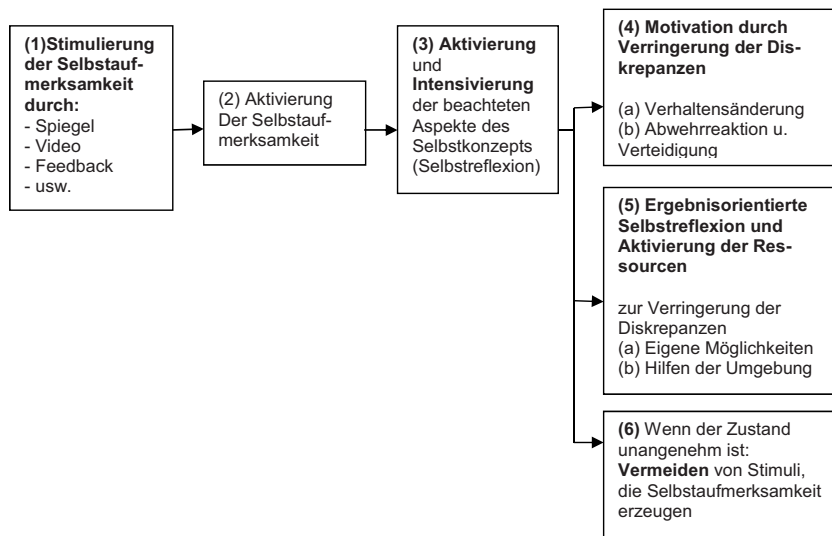 (1)Stimulierung
der Selbstauf-
merksamkeit
durch:
- Spiegel
- Video
- Feedback
- usw.
(2) Aktivierung
Der Selbstauf-
merksamkeit
(3) Aktivierung
und
Intensivierung
der beachteten
Aspekte des
Selbstkonzepts
(Selbstreflexion)
(4) Motivation durch
Verringerung der Dis-
krepanzen
(a) Verhaltensänderung
(b) Abwehrreaktion u.
Verteidigung
(5) Ergebnisorientierte
Selbstreflexion und
Aktivierung der Res-
sourcen
zur Verringerung der
Diskrepanzen
(a) Eigene Möglichkeiten
(b) Hilfen der Umgebung
(6) Wenn der Zustand
unangenehm ist:
Vermeiden von Stimuli,
die Selbstaufmerksamkeit
erzeugen